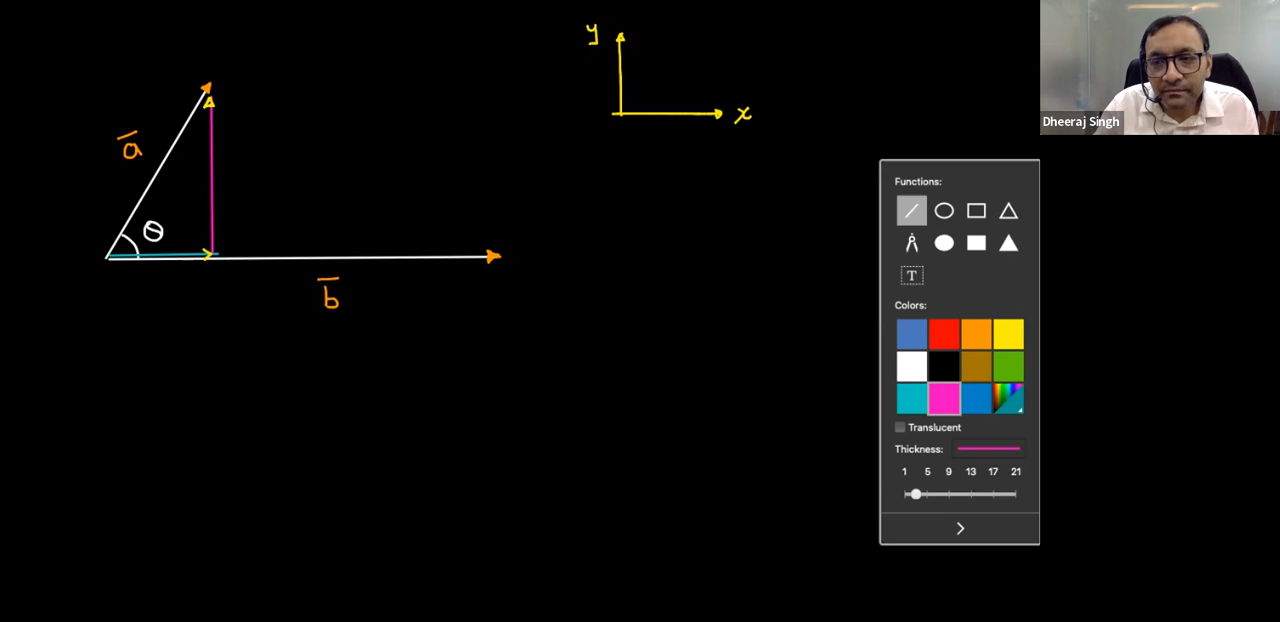 y
x
a̅
θ
b̅
Dheeraj Singh
Functions:
T
Colors:
Translucent
Thickness:
1 5 9 13 17 21